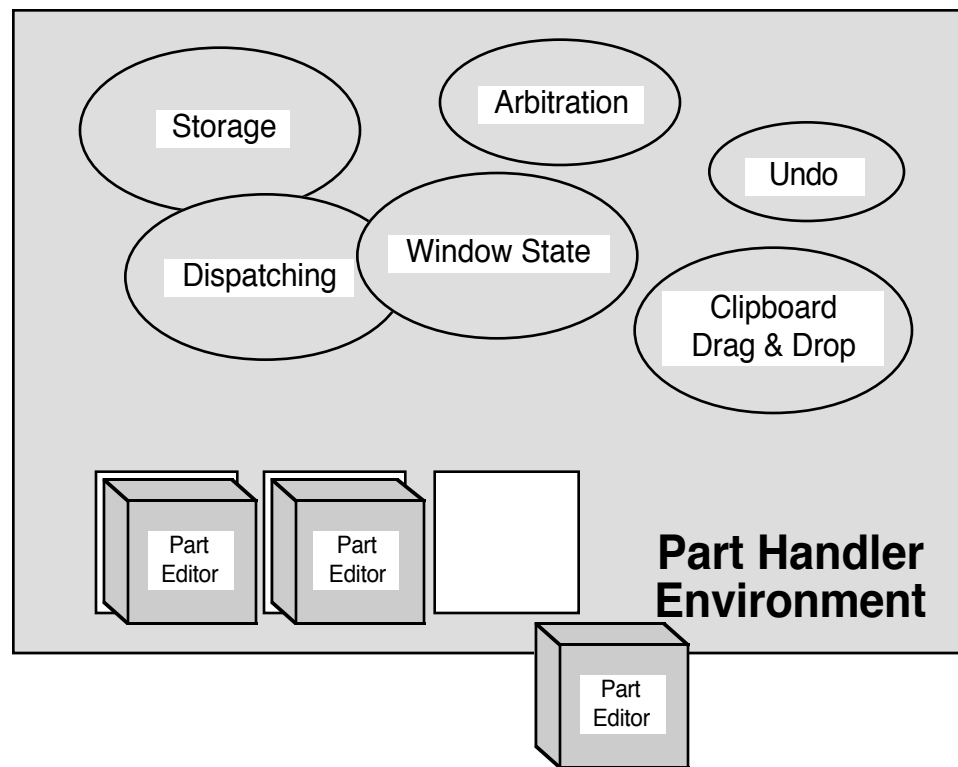 Storage
Arbitration
Undo
Dispatching
Window State
Clipboard
Drag & Drop
Part
Editor
Part
Editor
Part Handler
Environment
Part
Editor